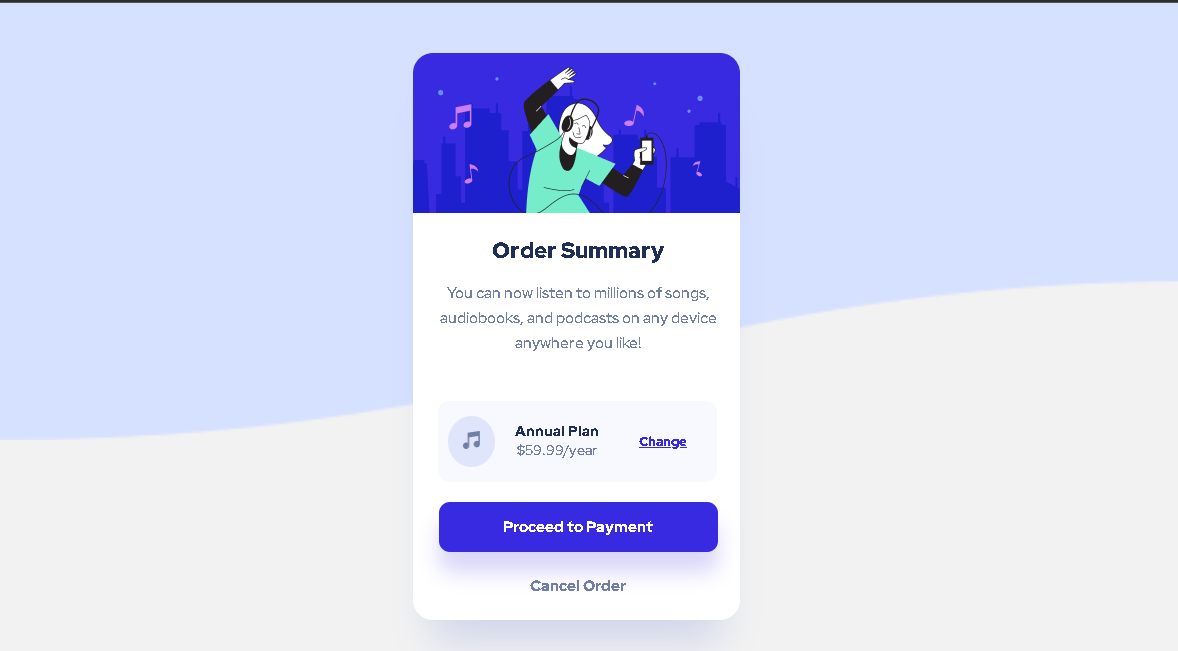 Order Summary
You can now listen to millions of songs,
audiobooks, and podcasts on any device
anywhere you like!
Annual Plan
$59.99/year
Change
Proceed to Payment
Cancel Order